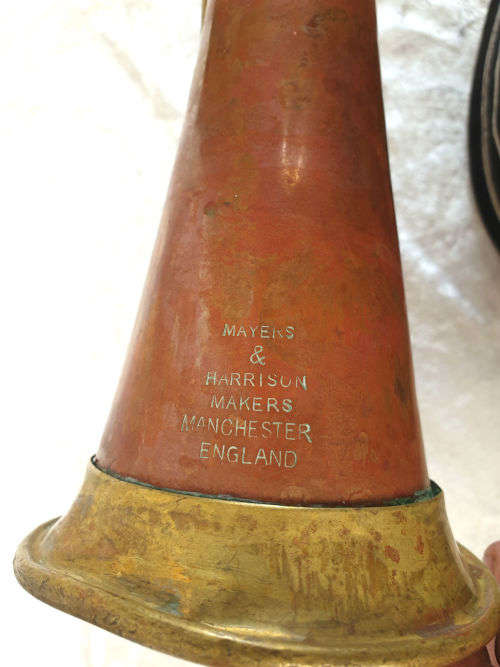 MAYERS
&
HARRISON
MAKERS
MANCHESTER
ENGLAND